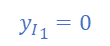 y_{I_1} = 0